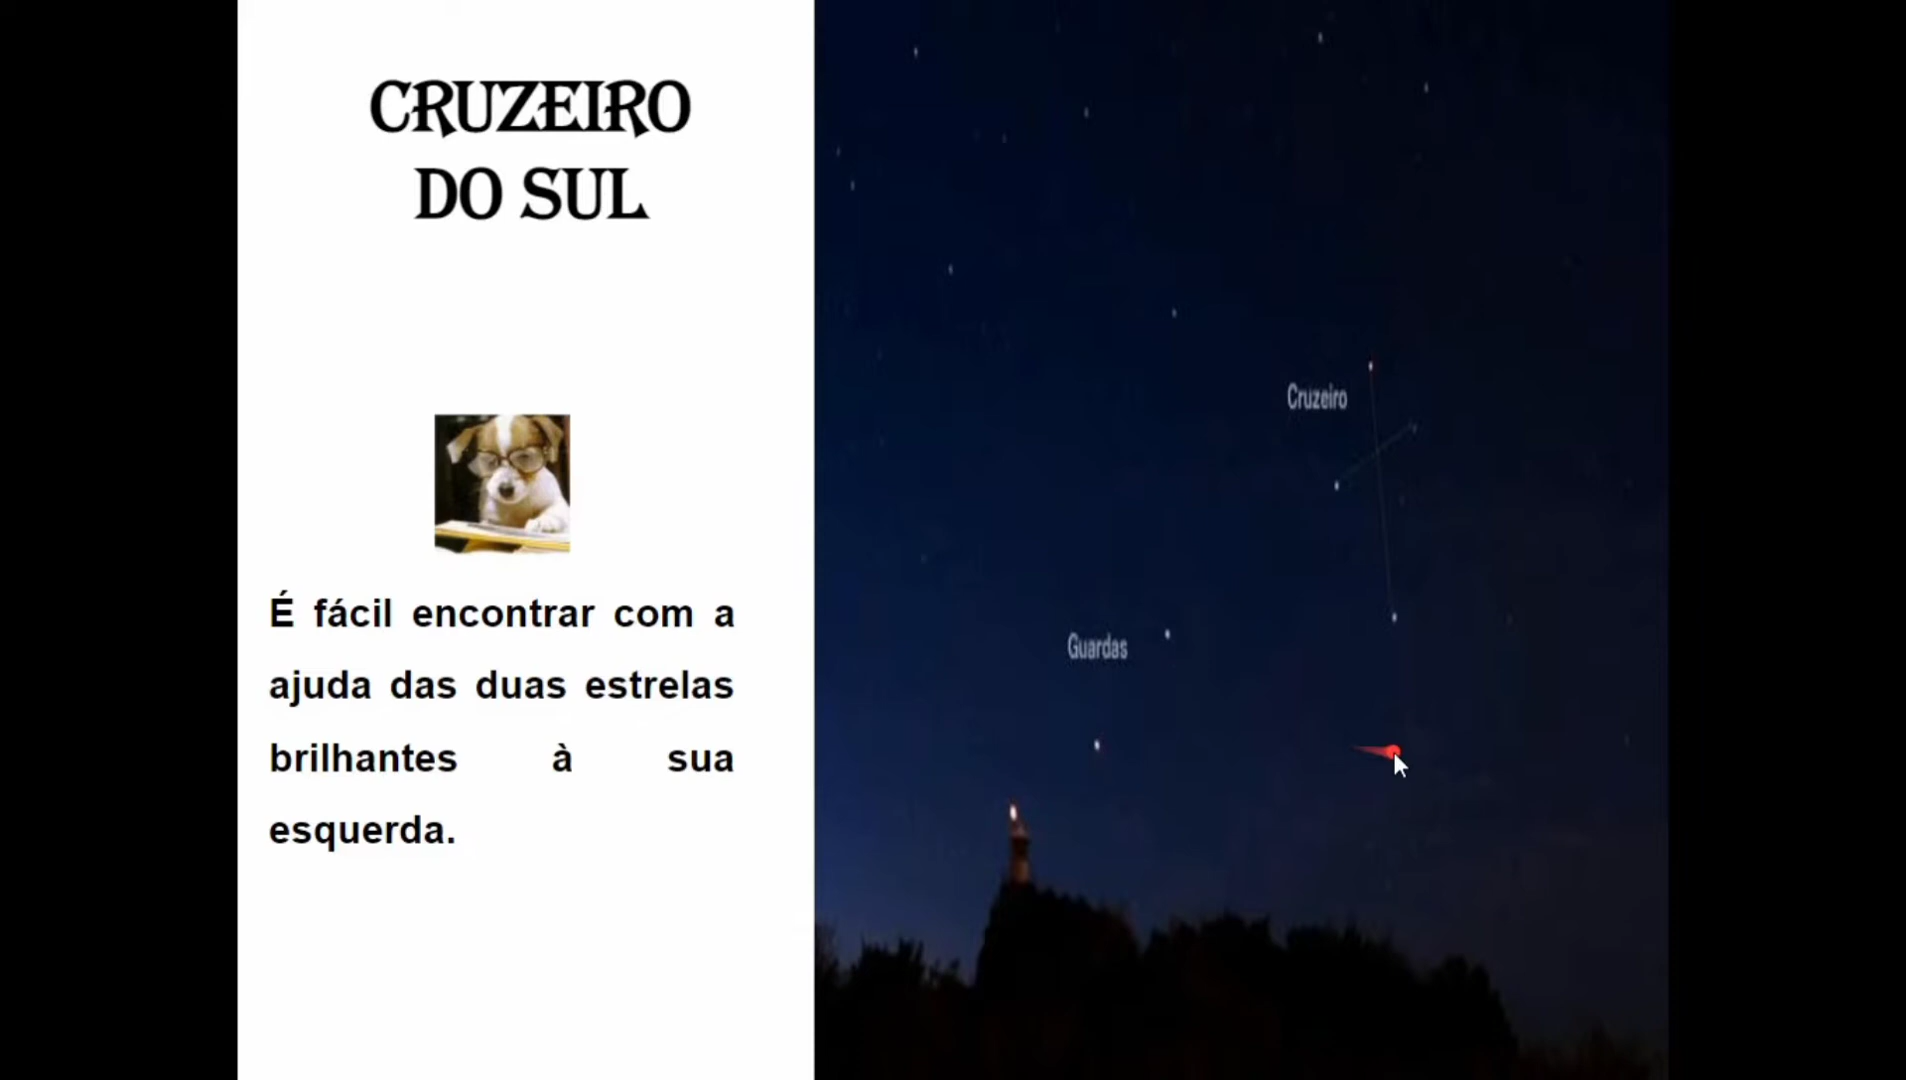 CRUZEIRO
DO SUL
É fácil encontrar com a
ajuda das duas estrelas
brilhantes à sua
esquerda.
Cruzeiro
Guardas